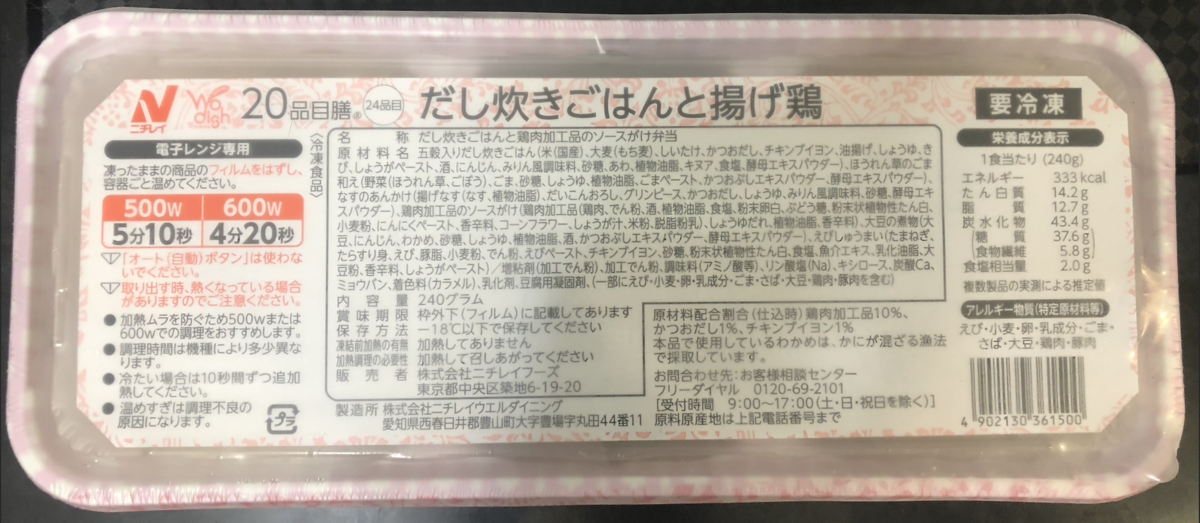 ニチレイ
Wa digh
20品目膳® 24品目 だし炊きごはんと揚げ鶏
要冷凍
電子レンジ専用
凍ったままの商品のフィルムをはずし、
容器ごと温めてください。
500W 600W
5分10秒 4分20秒
「オート(自動)ボタン」は使わ
ないでください。
取り出す時、熱くなっている場合
がありますのでご注意ください。
●加熱ムラを防ぐため500wまたは
600wでの調理をおすすめします。
●調理時間は機種により多少異な
ります。
●冷たい場合は10秒間ずつ追加
熱してください。
●温めすぎは調理不良の
原因になります。
プラ
〈冷凍食品〉
名称 だし炊きごはんと鶏肉加工品のソースがけ弁当
原材料名 五穀入りだし炊きごはん(米(国産)、大麦(もち麦)、しいたけ、かつおだし、チキンブイヨン、油揚げ、しょうゆ、き
び、しょうがペースト、酒、にんじん、みりん風調味料、砂糖、あわ、植物油脂、キヌア、食塩、酵母エキスパウダー)、ほうれん草のごま
和え(野菜(ほうれん草、ごぼう)、ごま、砂糖、しょうゆ、植物油脂、ごまペースト、かつおぶしエキスパウダー、酵母エキスパウダー)、
なすのあんかけ(揚げなす(なす、植物油脂)、だいこんおろし、グリンピース、かつおだし、しょうゆ、みりん風調味料、砂糖、酵母エキ
スパウダー)、鶏肉加工品のソースがけ(鶏肉加工品(鶏肉、でん粉、酒、植物油脂、食塩、粉末卵白、ぶどう糖、粉末状植物性たん白、
小麦粉、にんにくペースト、香辛料、コーンフラワー、しょうが汁、米粉、脱脂粉乳)、しょうゆだれ、植物油脂、香辛料)、大豆の煮物(大
豆、にんじん、わかめ、砂糖、しょうゆ、植物油脂、酒、かつおぶしエキスパウダー、酵母エキスパウダー)、えびしゅうまい(たまねぎ、
たらすり身、えび、豚脂、小麦粉、でん粉、えびペースト、チキンブイヨン、砂糖、粉末状植物性たん白、食塩、魚介エキス、乳化油脂、大
豆粉、香辛料、しょうがペースト)/増粘剤(加工でん粉)、加工でん粉、調味料(アミノ酸等)、リン酸塩(Na)、キシロース、炭酸Ca、
ミョウバン、着色料(カラメル)、乳化剤、豆腐用凝固剤、(一部にえび・小麦・卵・乳成分・ごま・さば・大豆・鶏肉・豚肉を含む)
内容量 240グラム
賞味期限 枠外下(フィルム)に記載してあります
保存方法 -18℃以下で保存してください
凍結前加熱の有無 加熱してありません
加熱調理の必要性 加熱して召しあがってください
販売者 株式会社ニチレイフーズ
東京都中央区築地6-19-20
製造所 株式会社ニチレイウエルダイニング
愛知県西春日井郡豊山町大字豊場字丸田44番11
原材料配合割合(仕込時)鶏肉加工品10%、
かつおだし1%、チキンブイヨン1%
本品で使用しているわかめは、かにが混ざる漁法
で採取しています。
お問合わせ先:お客様相談センター
フリーダイヤル 0120-69-2101
[受付時間 9:00〜17:00(土・日・祝日を除く)]
原料原産地は上記電話番号まで
栄養成分表示
1食当たり(240g)
エネルギー 333kcal
たん白質 14.2g
脂質 12.7g
炭水化物 43.4g
糖質 37.6g
食物繊維 5.8g
食塩相当量 2.0g
複数製品の実測による推定値
アレルギー物質(特定原材料等)
えび・小麦・卵・乳成分・ごま・
さば・大豆・鶏肉・豚肉
4 902130 361500